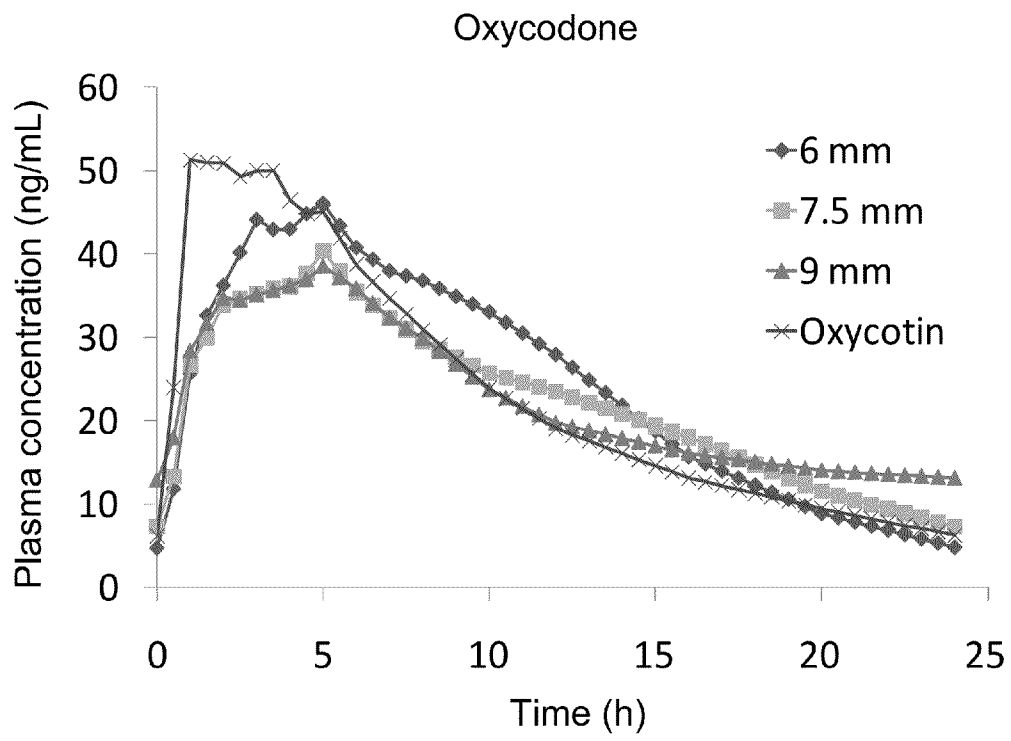 Oxycodone
Plasma concentration (ng/mL)
60
50
40
30
20
10
0
6 mm
7.5 mm
9 mm
Oxycotin
0 5 10 15 20 25
Time (h)